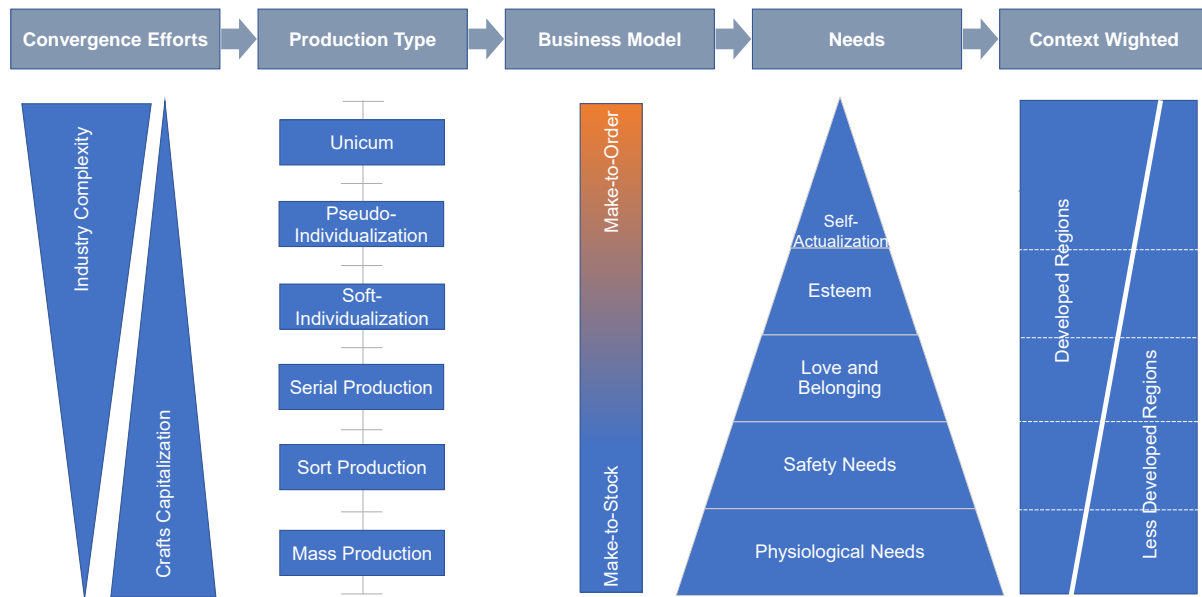 Convergence Efforts
Production Type
Business Model
Needs
Context Wighted
Industry Complexity
Crafts Capitalization
Unicum
Pseudo-
Individualization
Soft-
Individualization
Serial Production
Sort Production
Mass Production
Make-to-Order
Make-to-Stock
Self-
Actualization
Esteem
Love and
Belonging
Safety Needs
Physiological Needs
Developed Regions
Less Developed Regions